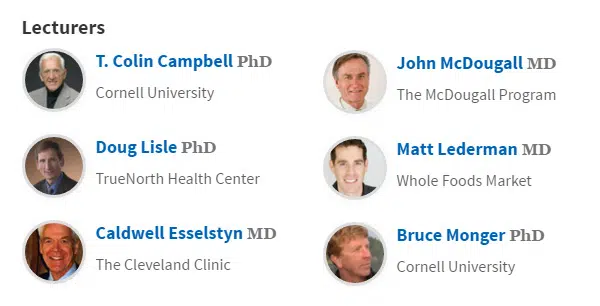 Lecturers
T. Colin Campbell PhD
Cornell University
John McDougall MD
The McDougall Program
Doug Lisle PhD
TrueNorth Health Center
Matt Lederman MD
Whole Foods Market
Caldwell Esselstyn MD
The Cleveland Clinic
Bruce Monger PhD
Cornell University